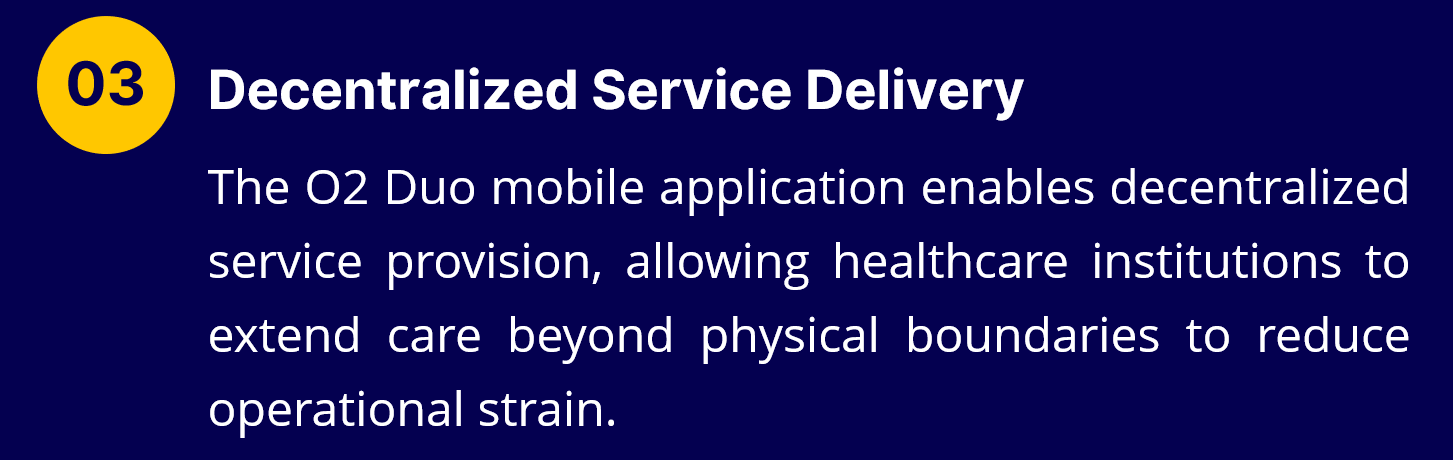 03
Decentralized Service Delivery
The O2 Duo mobile application enables decentralized
service provision, allowing healthcare institutions to
extend care beyond physical boundaries to reduce
operational strain.